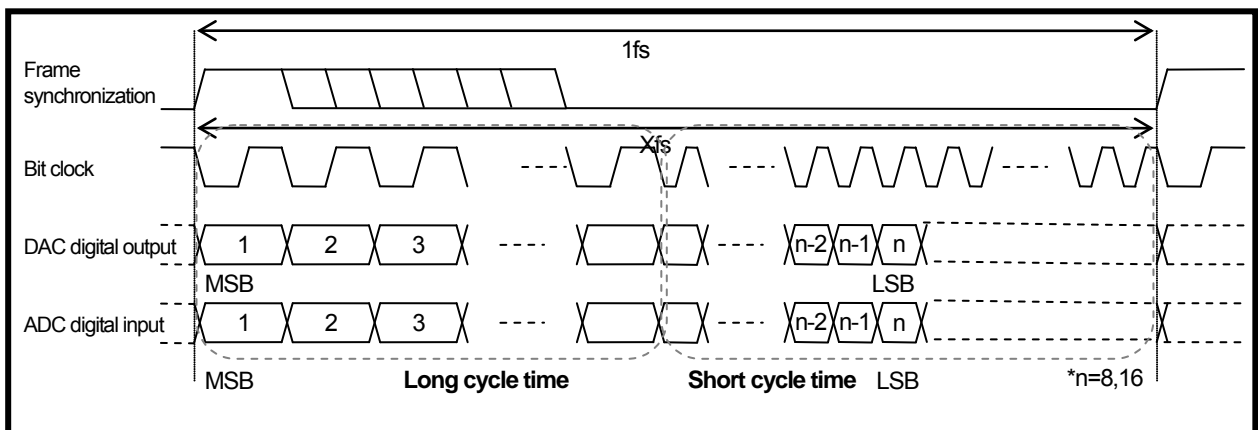 1fs
Frame
synchronization
Xfs
Bit clock
DAC digital output 1 2 3 n-2 n-1 n
MSB LSB
ADC digital input 1 2 3 n-2 n-1 n
MSB Long cycle time Short cycle time LSB *n=8,16